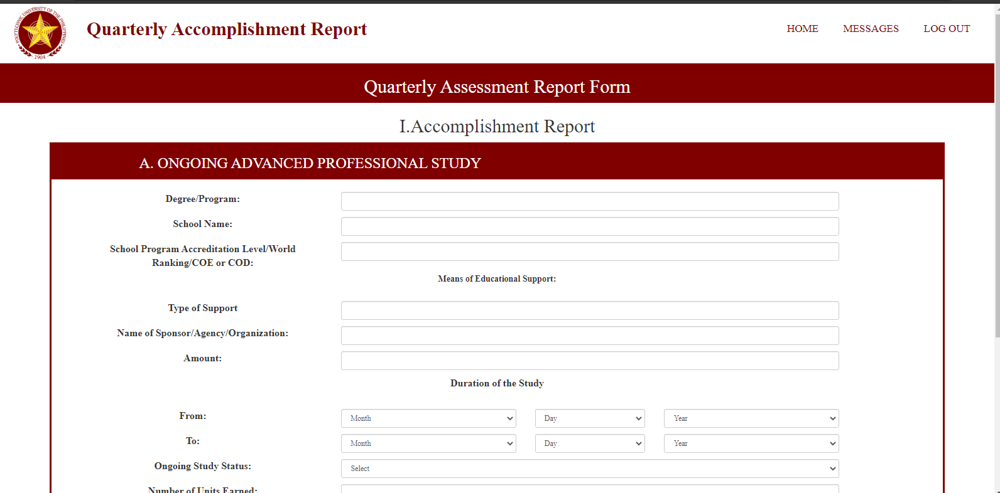 POLYTECHNIC UNIVERSITY OF THE PHILIPPINES
1904
Quarterly Accomplishment Report
HOME MESSAGES LOG OUT
Quarterly Assessment Report Form
I.Accomplishment Report
A. ONGOING ADVANCED PROFESSIONAL STUDY
Degree/Program:
School Name:
School Program Accreditation Level/World
Ranking/COE or COD:
Means of Educational Support:
Type of Support
Name of Sponsor/Agency/Organization:
Amount:
Duration of the Study
From: Month Day Year
To: Month Day Year
Ongoing Study Status: Select
Number of Units Earned: